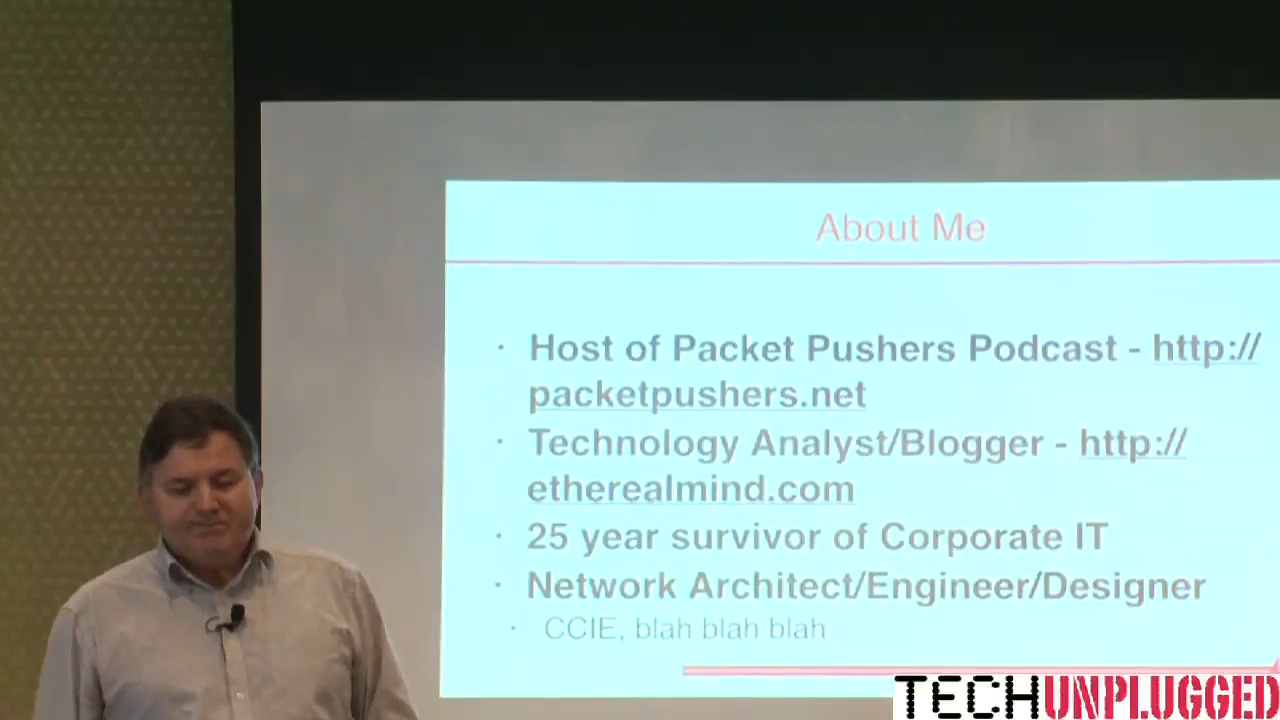 About Me
· Host of Packet Pushers Podcast - http://
packetpushers.net
· Technology Analyst/Blogger - http://
etherealmind.com
· 25 year survivor of Corporate IT
· Network Architect/Engineer/Designer
· CCIE, blah blah blah
TECHUNPLUGGED